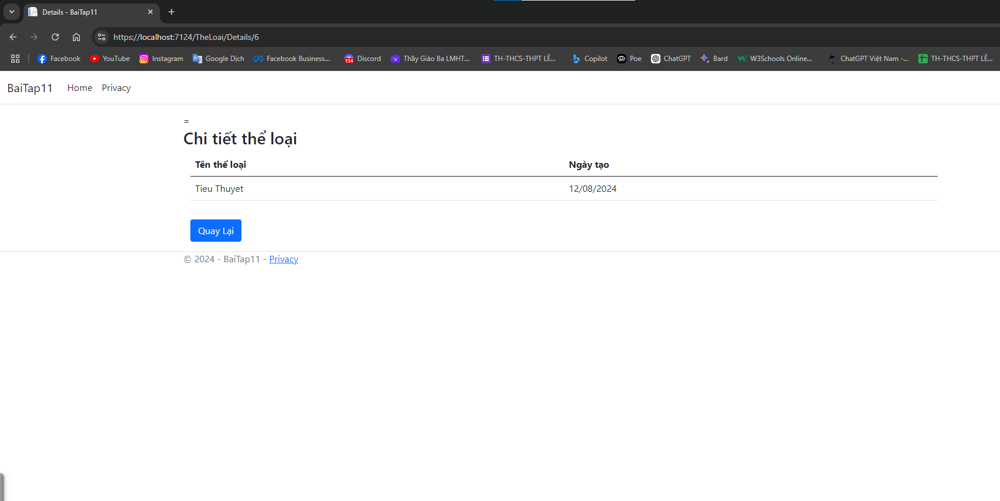 Details - BaiTap11
https://localhost:7124/TheLoai/Details/6
Facebook YouTube Instagram Google Dịch Facebook Business... 134 Discord Thầy Giáo Ba LMHT... TH-THCS-THPT LÊ... Copilot Poe ChatGPT Bard W3Schools Online... ChatGPT Việt Nam -... TH-THCS-THPT LÊ...
BaiTap11 Home Privacy
=
Chi tiết thể loại
Tên thể loại Ngày tạo
Tieu Thuyet 12/08/2024
Quay Lại
© 2024 - BaiTap11 - Privacy